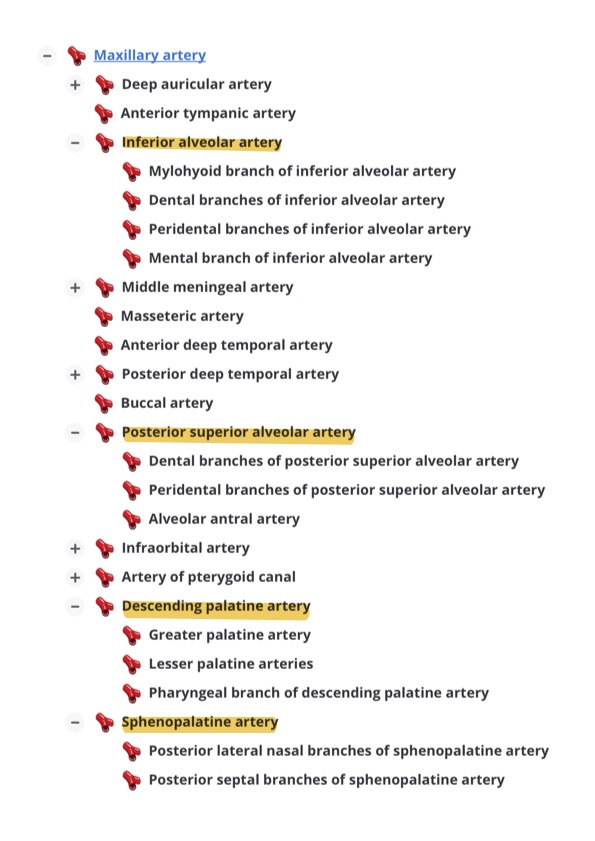 Maxillary artery
Deep auricular artery
Anterior tympanic artery
Inferior alveolar artery
Mylohyoid branch of inferior alveolar artery
Dental branches of inferior alveolar artery
Peridental branches of inferior alveolar artery
Mental branch of inferior alveolar artery
Middle meningeal artery
Masseteric artery
Anterior deep temporal artery
Posterior deep temporal artery
Buccal artery
Posterior superior alveolar artery
Dental branches of posterior superior alveolar artery
Peridental branches of posterior superior alveolar artery
Alveolar antral artery
Infraorbital artery
Artery of pterygoid canal
Descending palatine artery
Greater palatine artery
Lesser palatine arteries
Pharyngeal branch of descending palatine artery
Sphenopalatine artery
Posterior lateral nasal branches of sphenopalatine artery
Posterior septal branches of sphenopalatine artery